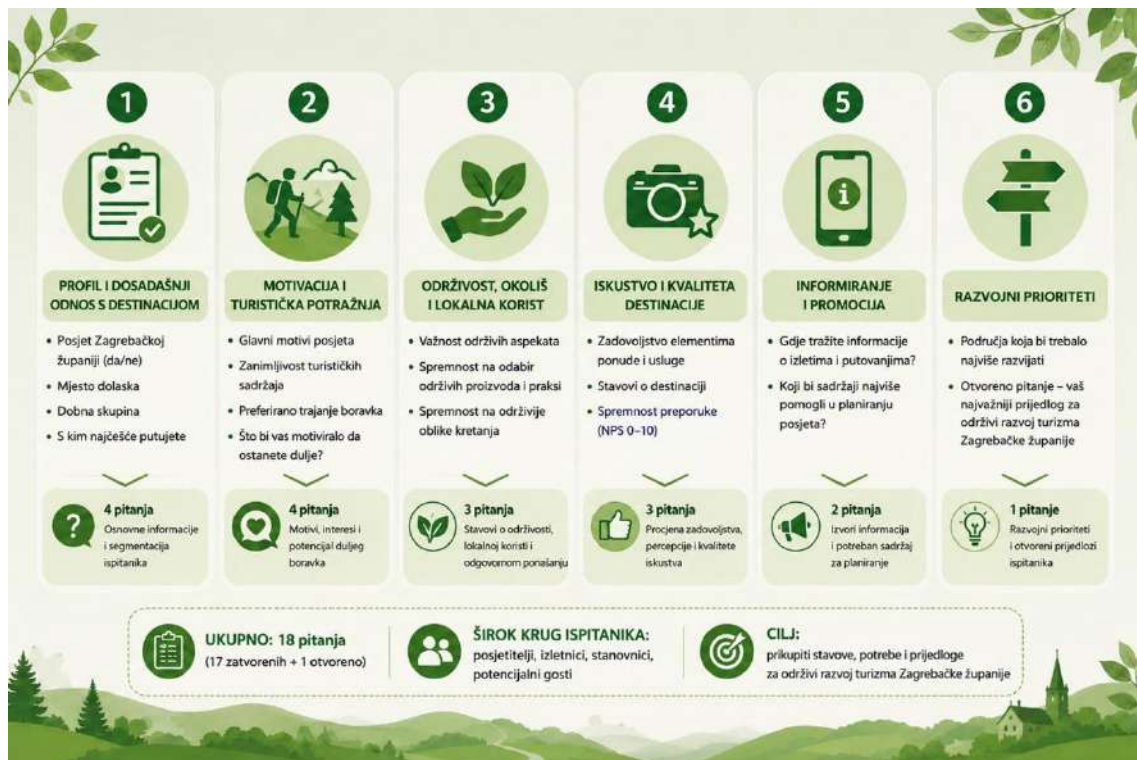 1
PROFIL I DOSADAŠNJI
ODNOS S DESTINACIJOM
• Posjet Zagrebačkoj
županiji (da/ne)
• Mjesto dolaska
• Dobna skupina
• S kim najčešće putujete
?
4 pitanja
Osnovne informacije
i segmentacija
ispitanika
2
MOTIVACIJA I
TURISTIČKA POTRAŽNJA
• Glavni motivi posjeta
• Zanimljivost turističkih
sadržaja
• Preferirano trajanje boravka
• Što bi vas motiviralo da
ostanete dulje?
4 pitanja
Motivi, interesi i
potencijal duljeg
boravka
3
ODRŽIVOST, OKOLIŠ
I LOKALNA KORIST
• Važnost održivih aspekata
• Spremnost na odabir
održivih proizvoda i praksi
• Spremnost na održivije
oblike kretanja
3 pitanja
Stavovi o održivosti,
lokalnoj koristi i
odgovornom ponašanju
4
ISKUSTVO I KVALITETA
DESTINACIJE
• Zadovoljstvo elementima
ponude i usluge
• Stavovi o destinaciji
• Spremnost preporuke
(NPS 0–10)
3 pitanja
Procjena zadovoljstva,
percepcije i kvalitete
iskustva
5
i
INFORMIRANJE
I PROMOCIJA
• Gdje tražite informacije
o izletima i putovanjima?
• Koji bi sadržaji najviše
pomogli u planiranju
posjeta?
2 pitanja
Izvori informacija
i potreban sadržaj
za planiranje
6
RAZVOJNI PRIORITETI
• Područja koja bi trebalo
najviše razvijati
• Otvoreno pitanje – vaš
najvažniji prijedlog za
održivi razvoj turizma
Zagrebačke županije
1 pitanje
Razvojni prioriteti
i otvoreni prijedlozi
ispitanika
UKUPNO: 18 pitanja
(17 zatvorenih + 1 otvoreno)
ŠIROK KRUG ISPITANIKA:
posjetitelji, izletnici, stanovnici,
potencijalni gosti
CILJ:
prikupiti stavove, potrebe i prijedloge
za održivi razvoj turizma Zagrebačke županije